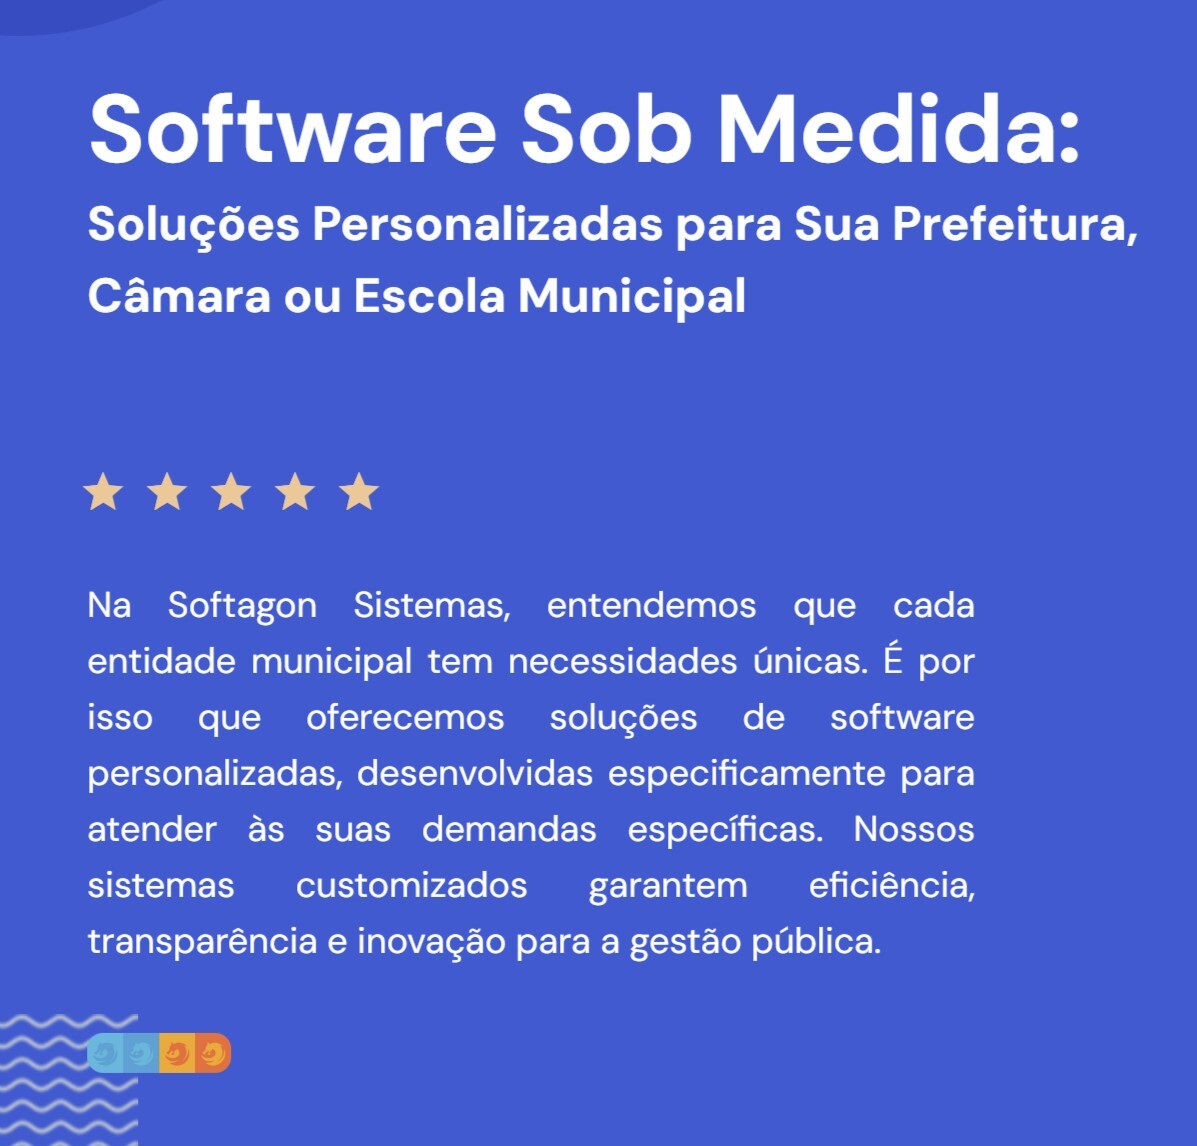 Software Sob Medida:
Soluções Personalizadas para Sua Prefeitura,
Câmara ou Escola Municipal
Na Softagon Sistemas, entendemos que cada
entidade municipal tem necessidades únicas. É por
isso que oferecemos soluções de software
personalizadas, desenvolvidas especificamente para
atender às suas demandas específicas. Nossos
sistemas customizados garantem eficiência,
transparência e inovação para a gestão pública.